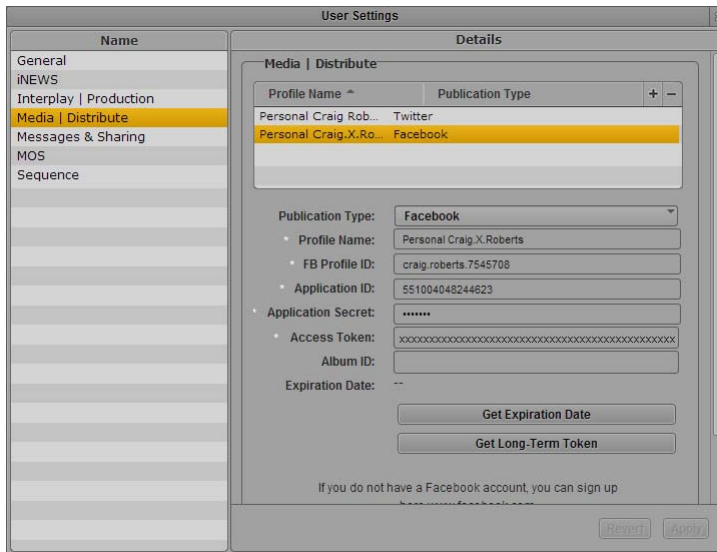 User Settings
Name
General
iNEWS
Interplay | Production
Media | Distribute
Messages & Sharing
MOS
Sequence
Details
Media | Distribute
Profile Name Publication Type + −
Personal Craig Rob... Twitter
Personal Craig.X.Ro... Facebook
Publication Type: Facebook
* Profile Name: Personal Craig.X.Roberts
* FB Profile ID: craig.roberts.7545708
* Application ID: 551004048244623
* Application Secret: •••••••
* Access Token: xxxxxxxxxxxxxxxxxxxxxxxxxxxxxxxxxxxxxxxxxxxxxxxx
Album ID:
Expiration Date: --
Get Expiration Date
Get Long-Term Token
If you do not have a Facebook account, you can sign up
Revert Apply